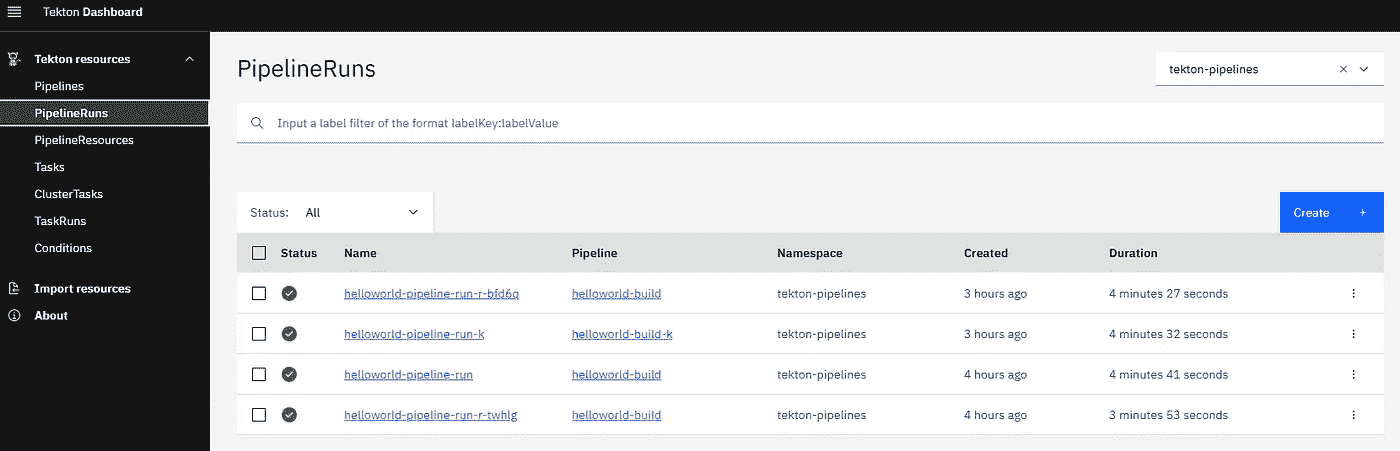 Tekton Dashboard
Tekton resources
Pipelines
PipelineRuns
PipelineResources
Tasks
ClusterTasks
TaskRuns
Conditions
Import resources
About
PipelineRuns
tekton-pipelines
Input a label filter of the format labelKey:labelValue
Status: All
Create +
Status Name Pipeline Namespace Created Duration
helloworld-pipeline-run-r-bfd6q helloworld-build tekton-pipelines 3 hours ago 4 minutes 27 seconds
helloworld-pipeline-run-k helloworld-build-k tekton-pipelines 3 hours ago 4 minutes 32 seconds
helloworld-pipeline-run helloworld-build tekton-pipelines 4 hours ago 4 minutes 41 seconds
helloworld-pipeline-run-r-twhlg helloworld-build tekton-pipelines 4 hours ago 3 minutes 53 seconds